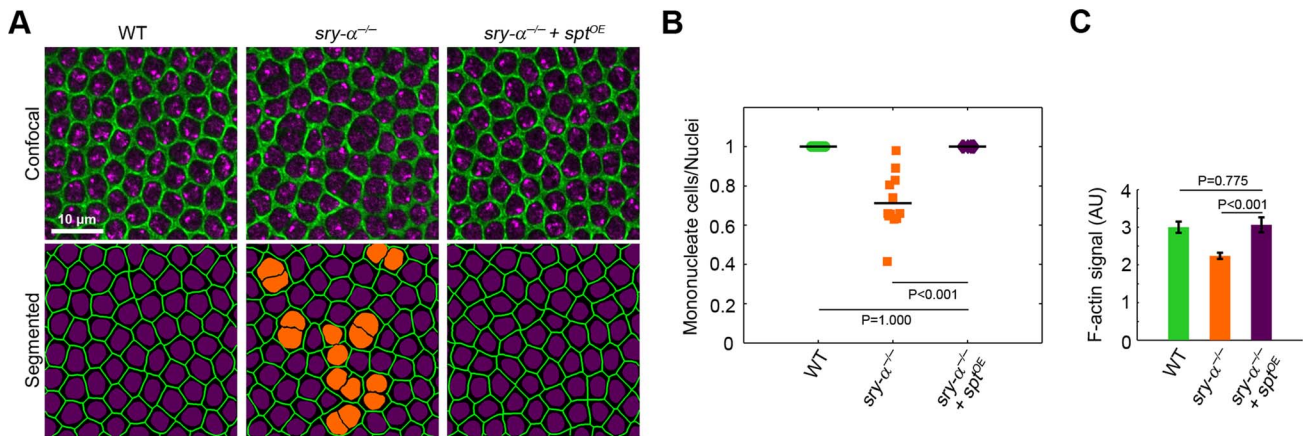 A
WT
sry-α⁻/⁻
sry-α⁻/⁻ + sptᴼᴱ
Confocal
10 µm
Segmented
B
Mononucleate cells/Nuclei
1
0.8
0.6
0.4
0.2
0
P<0.001
P=1.000
WT
sry-α⁻/⁻
sry-α⁻/⁻
+ sptᴼᴱ
C
F-actin signal (AU)
4
3
2
1
0
P=0.775
P<0.001
WT
sry-α⁻/⁻
sry-α⁻/⁻
+ sptᴼᴱ